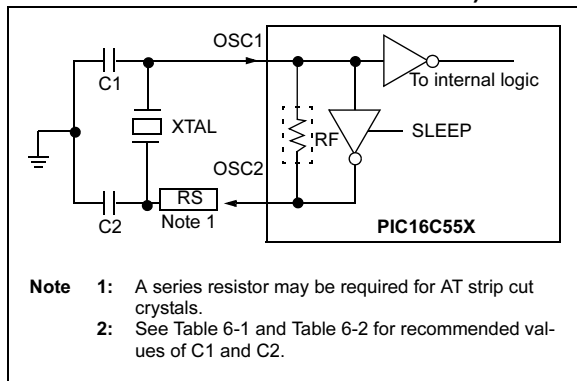 OSC1
C1
To internal logic
XTAL
RF
SLEEP
OSC2
RS
C2
Note 1
PIC16C55X
Note 1: A series resistor may be required for AT strip cut
crystals.
2: See Table 6-1 and Table 6-2 for recommended val-
ues of C1 and C2.